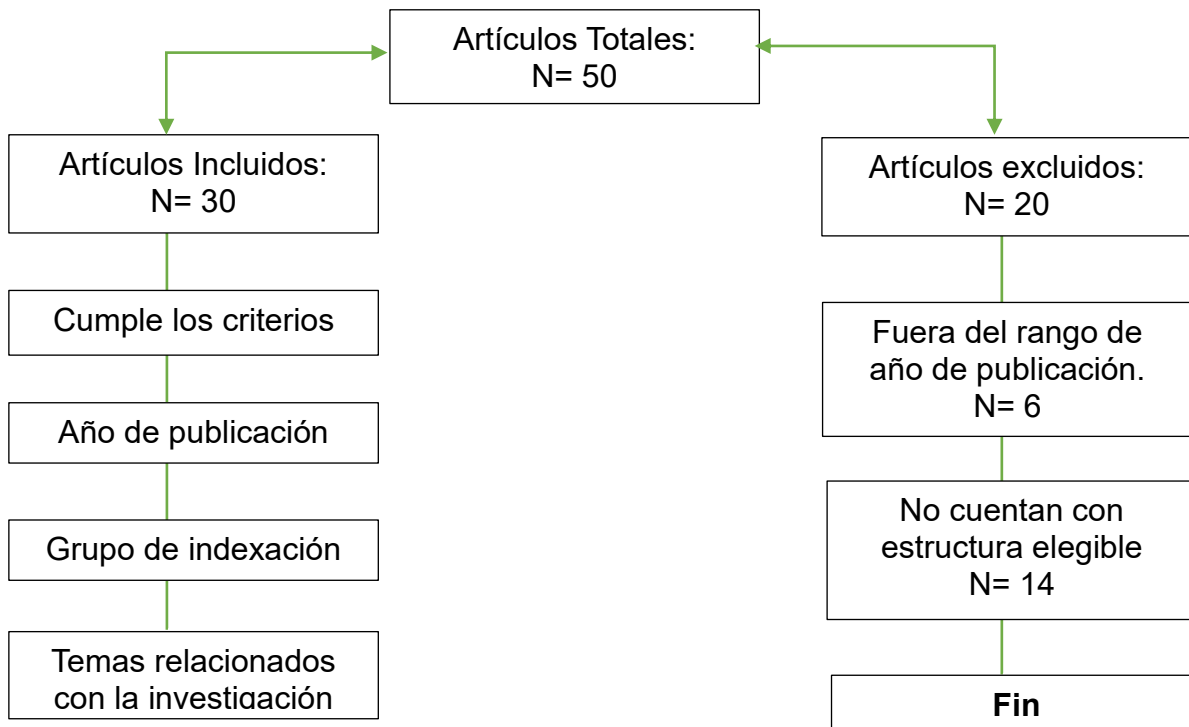 Artículos Totales:
N= 50
Artículos Incluidos:
N= 30
Cumple los criterios
Año de publicación
Grupo de indexación
Temas relacionados
con la investigación
Artículos excluidos:
N= 20
Fuera del rango de
año de publicación.
N= 6
No cuentan con
estructura elegible
N= 14
Fin